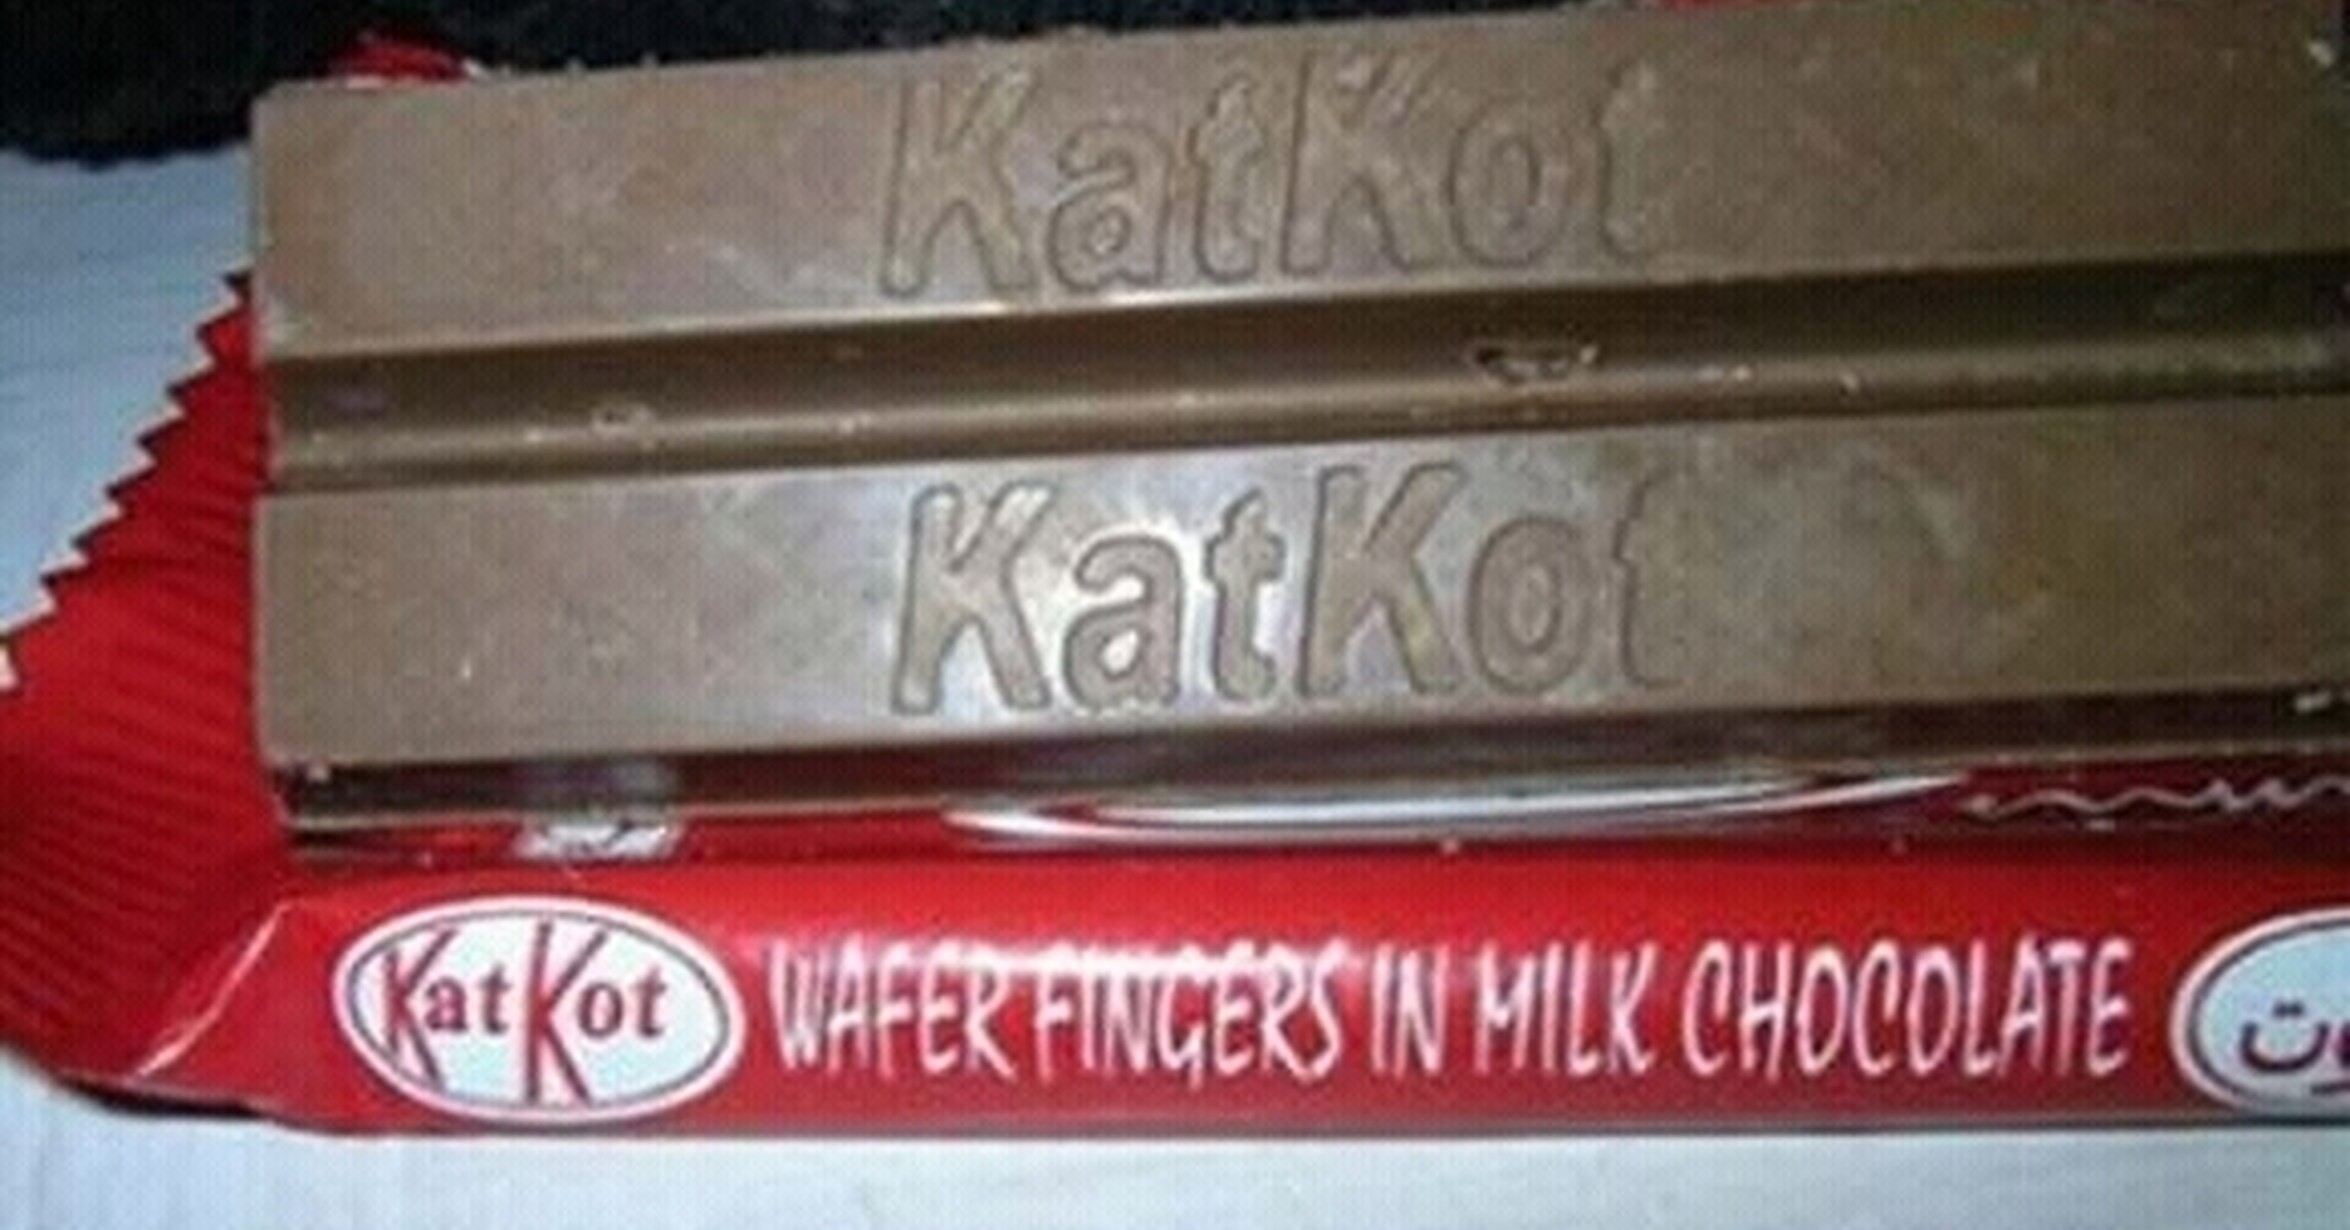 KatKot
KatKot
KatKot WAFER FINGERS IN MILK CHOCOLATE